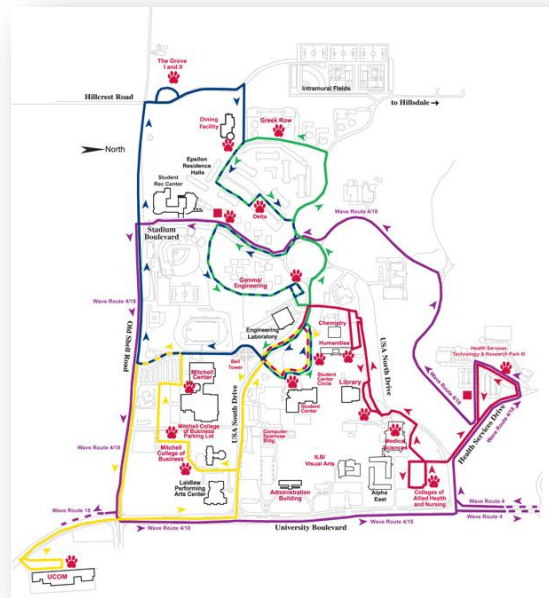 The Grove
I and II
Hillcrest Road
Intramural Fields
to Hillsdale
Dining
Facility
Greek Row
North
Epsilon
Residence
Halls
Student
Rec Center
Delta
Wave Route 4/18
Stadium
Boulevard
Gamma/
Engineering
Wave Route 4/18
Old Shell Road
Engineering
Laboratory
Chemistry
Humanities
USA North Drive
Health Services
Technology & Research Park III
Bell
Tower
Mitchell
Center
USA South Drive
Student
Center
Circle
Library
Student
Center
Health Services Drive
Wave Route 4/18
Mitchell College
of Business
Parking Lot
Wave Route 4/18
Mitchell
College of
Business
Computer
Sciences
Bldg.
Medical
Sciences
ILB/
Visual Arts
Laidlaw
Performing
Arts Center
Administration
Building
Alpha
East
Colleges of
Allied Health
and Nursing
Wave Route 4
Wave Route 4
Wave Route 18
Wave Route 4/18
University Boulevard
Wave Route 4/18
UCOM